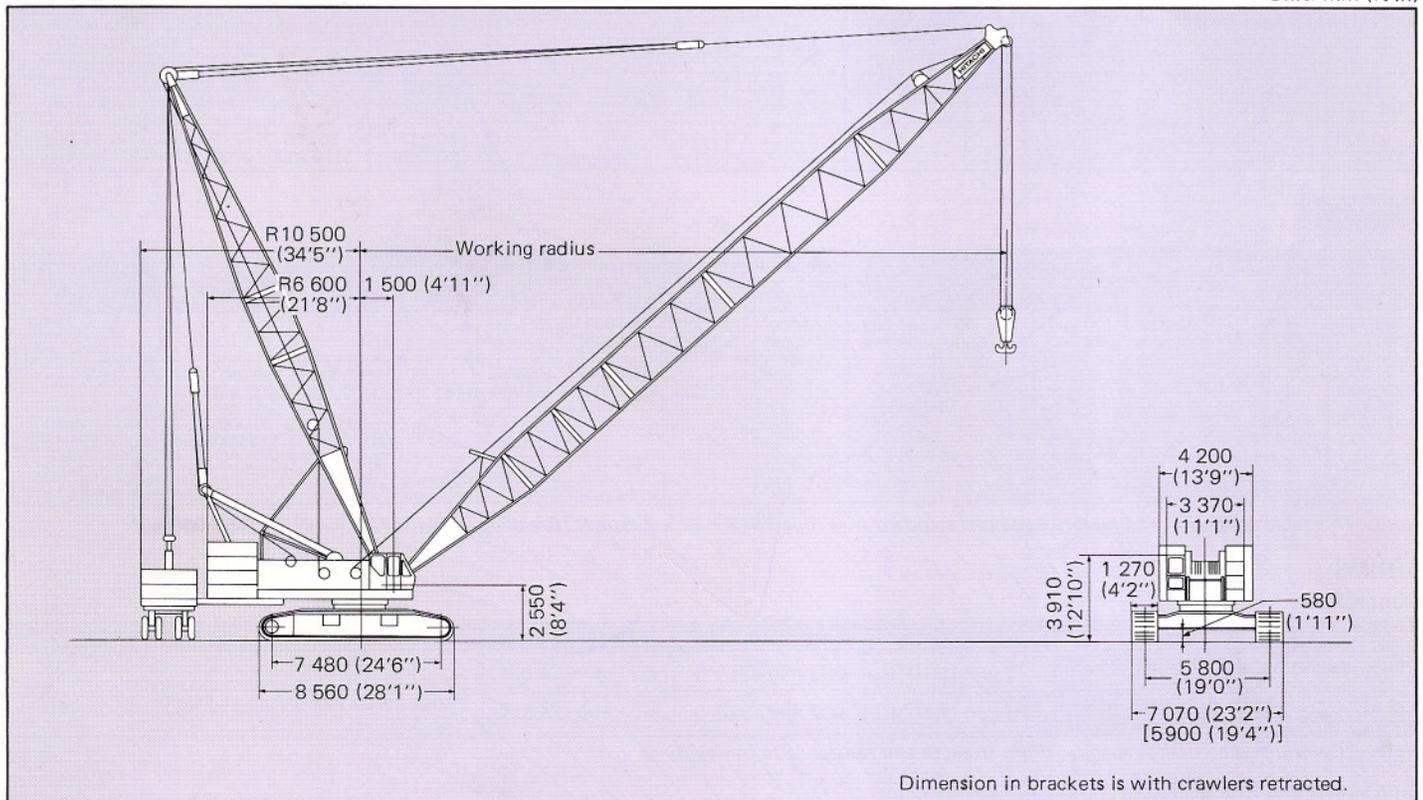 HITACHI
R10 500
(34'5'')
Working radius
R6 600
(21'8'')
1 500 (4'11'')
2 550
(8'4'')
7 480 (24'6'')
8 560 (28'1'')
4 200
(13'9'')
3 370
(11'1'')
3 910
(12'10'')
1 270
(4'2'')
580
(1'11'')
5 800
(19'0'')
7 070 (23'2'')
[5900 (19'4'')]
Dimension in brackets is with crawlers retracted.